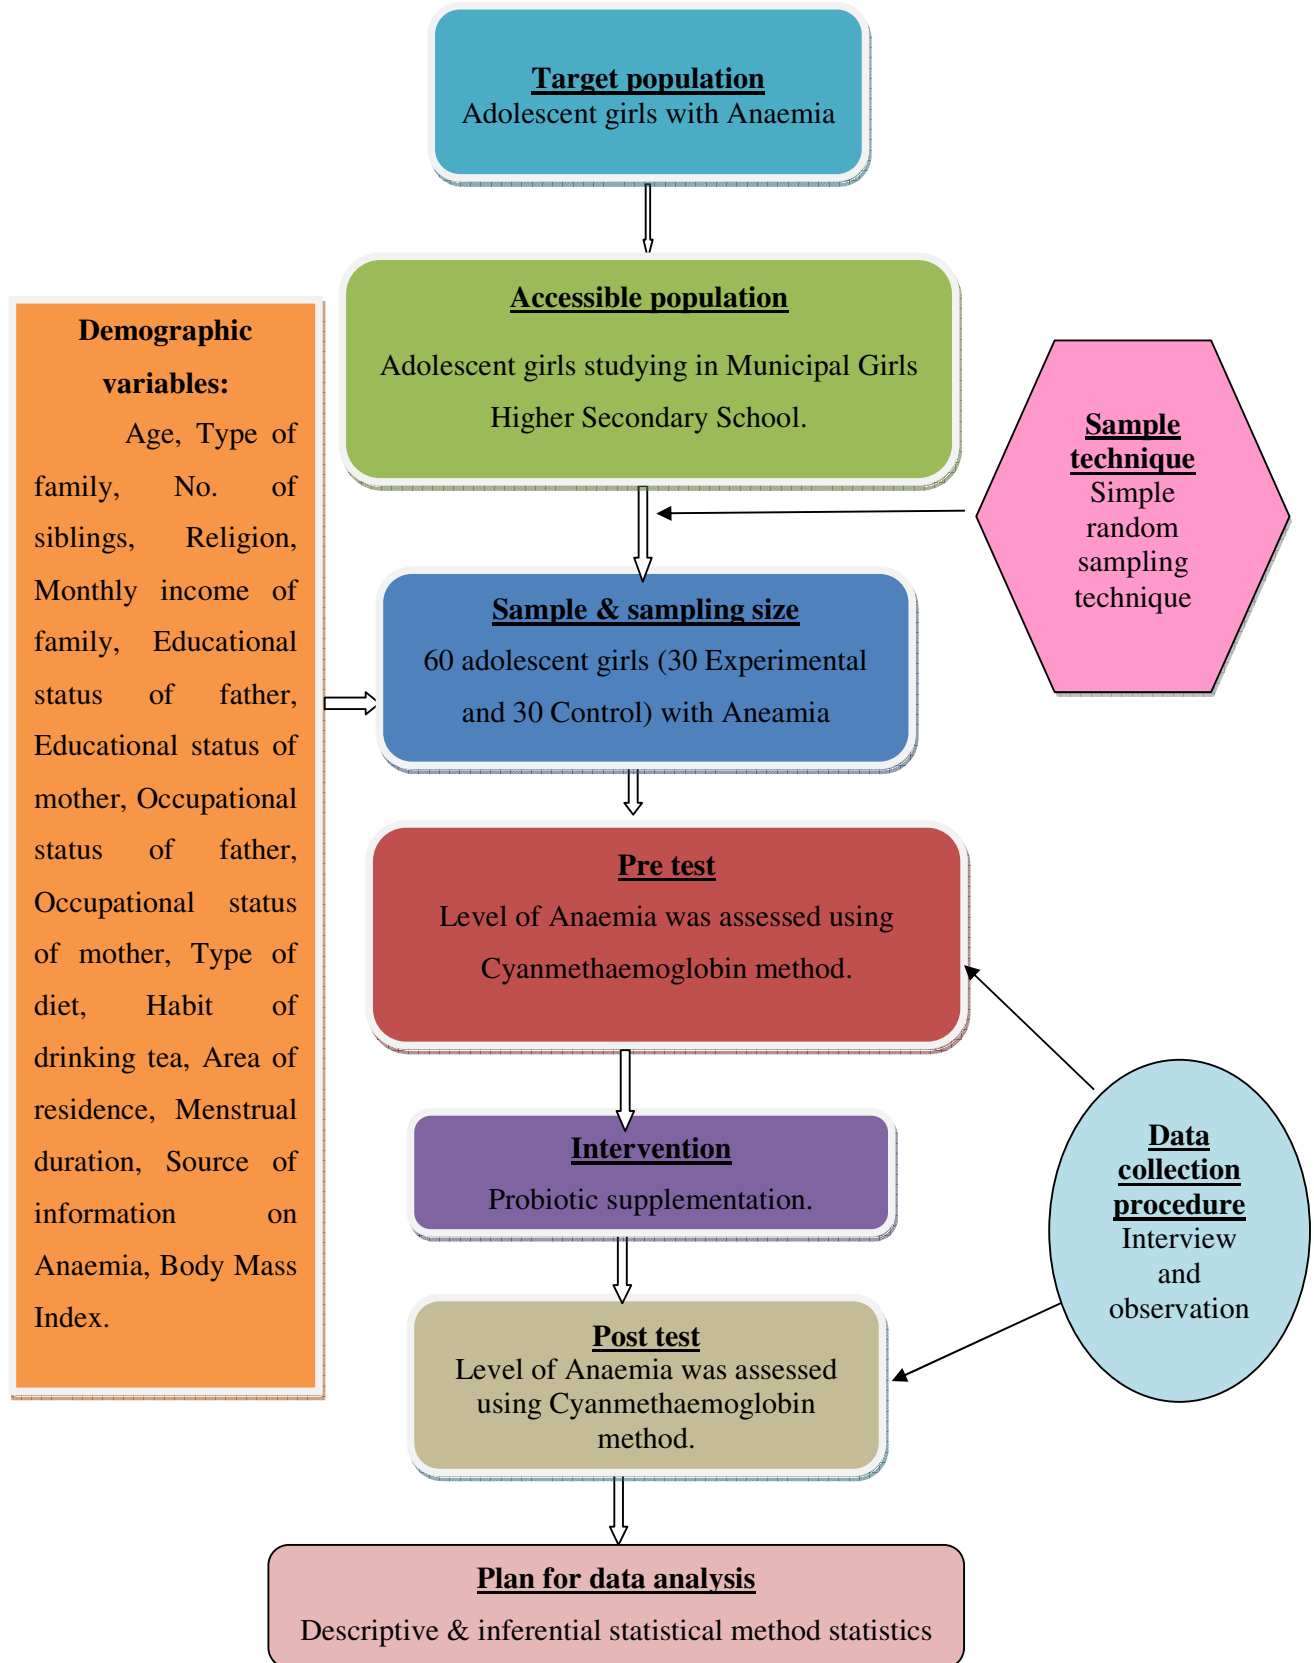 Target population
Adolescent girls with Anaemia
Accessible population
Adolescent girls studying in Municipal Girls
Higher Secondary School.
Demographic
variables:
Age, Type of
family, No. of
siblings, Religion,
Monthly income of
family, Educational
status of father,
Educational status of
mother, Occupational
status of father,
Occupational status
of mother, Type of
diet, Habit of
drinking tea, Area of
residence, Menstrual
duration, Source of
information on
Anaemia, Body Mass
Index.
Sample
technique
Simple
random
sampling
technique
Sample & sampling size
60 adolescent girls (30 Experimental
and 30 Control) with Aneamia
Pre test
Level of Anaemia was assessed using
Cyanmethaemoglobin method.
Intervention
Probiotic supplementation.
Data
collection
procedure
Interview
and
observation
Post test
Level of Anaemia was assessed
using Cyanmethaemoglobin
method.
Plan for data analysis
Descriptive & inferential statistical method statistics